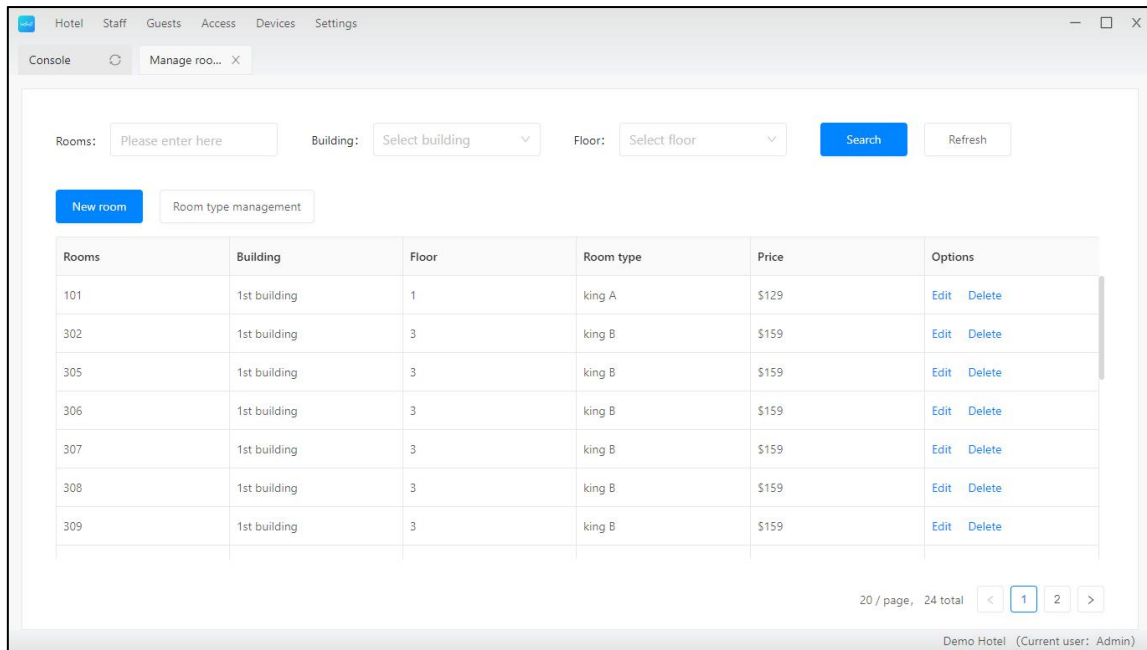 Hotel Staff Guests Access Devices Settings
Console Manage roo...
Rooms: Please enter here Building: Select building Floor: Select floor Search Refresh
New room Room type management
Rooms Building Floor Room type Price Options
101 1st building 1 king A $129 Edit Delete
302 1st building 3 king B $159 Edit Delete
305 1st building 3 king B $159 Edit Delete
306 1st building 3 king B $159 Edit Delete
307 1st building 3 king B $159 Edit Delete
308 1st building 3 king B $159 Edit Delete
309 1st building 3 king B $159 Edit Delete
20 / page, 24 total < 1 2 >
Demo Hotel (Current user: Admin)